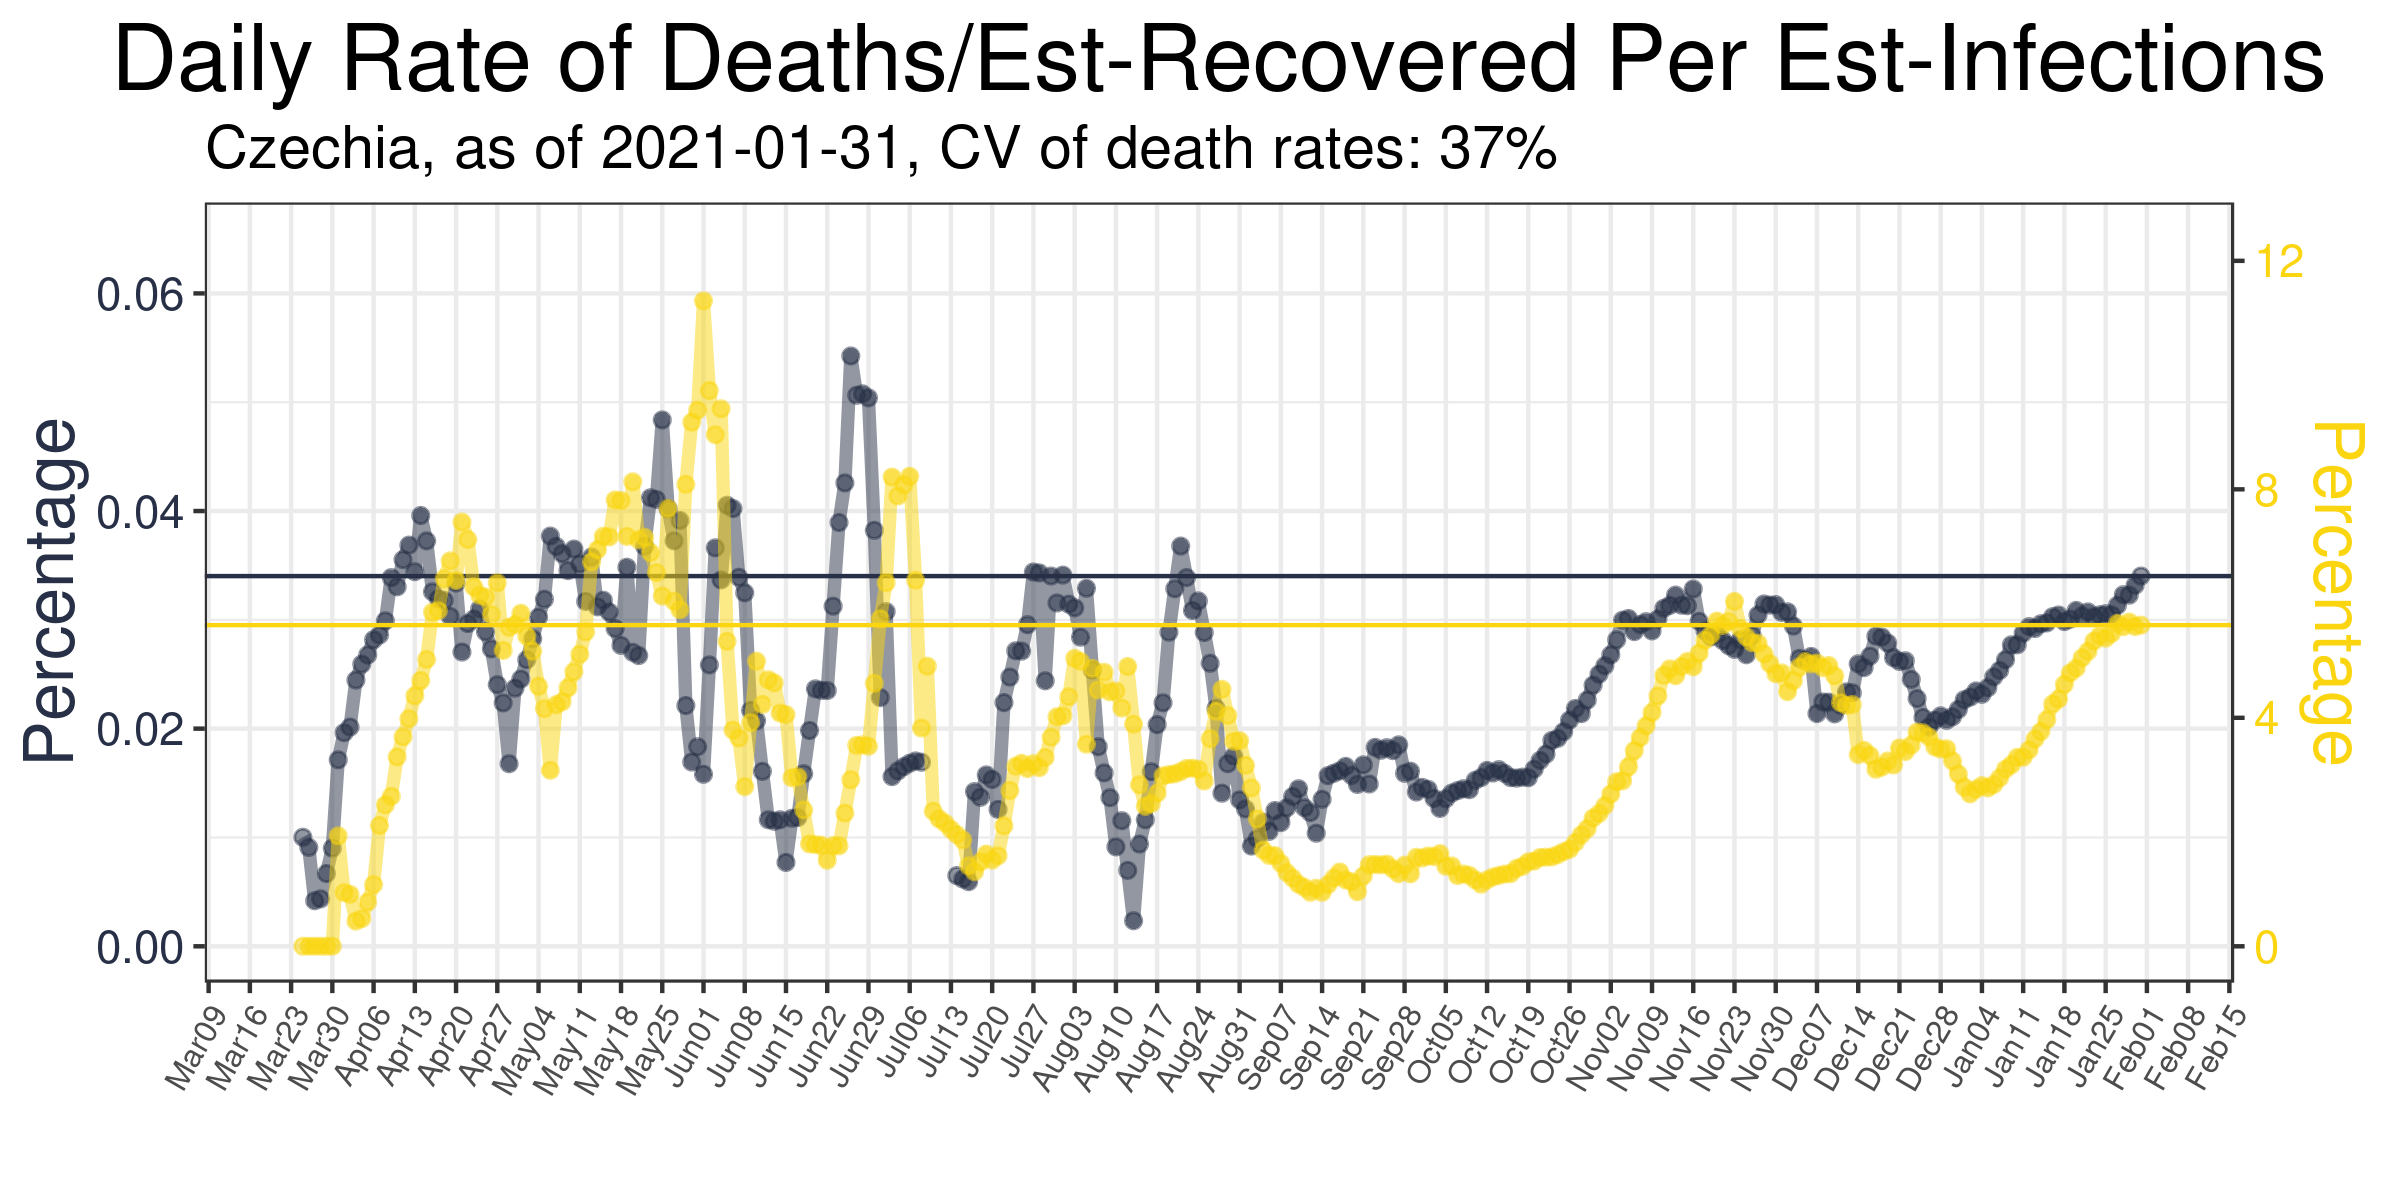 Daily Rate of Deaths/Est-Recovered Per Est-Infections
Czechia, as of 2021-01-31, CV of death rates: 37%
Percentage
0.06
0.04
0.02
0.00
12
8
4
0
Percentage
Mar09
Mar16
Mar23
Mar30
Apr06
Apr13
Apr20
Apr27
May04
May11
May18
May25
Jun01
Jun08
Jun15
Jun22
Jun29
Jul06
Jul13
Jul20
Jul27
Aug03
Aug10
Aug17
Aug24
Aug31
Sep07
Sep14
Sep21
Sep28
Oct05
Oct12
Oct19
Oct26
Nov02
Nov09
Nov16
Nov23
Nov30
Dec07
Dec14
Dec21
Dec28
Jan04
Jan11
Jan18
Jan25
Feb01
Feb08
Feb15